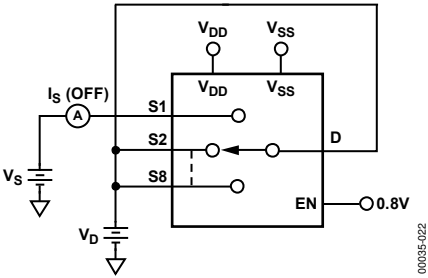 VDD VSS
VDD VSS
IS (OFF)
A
S1
S2
D
S8
VS
EN
0.8V
VD
00035-022